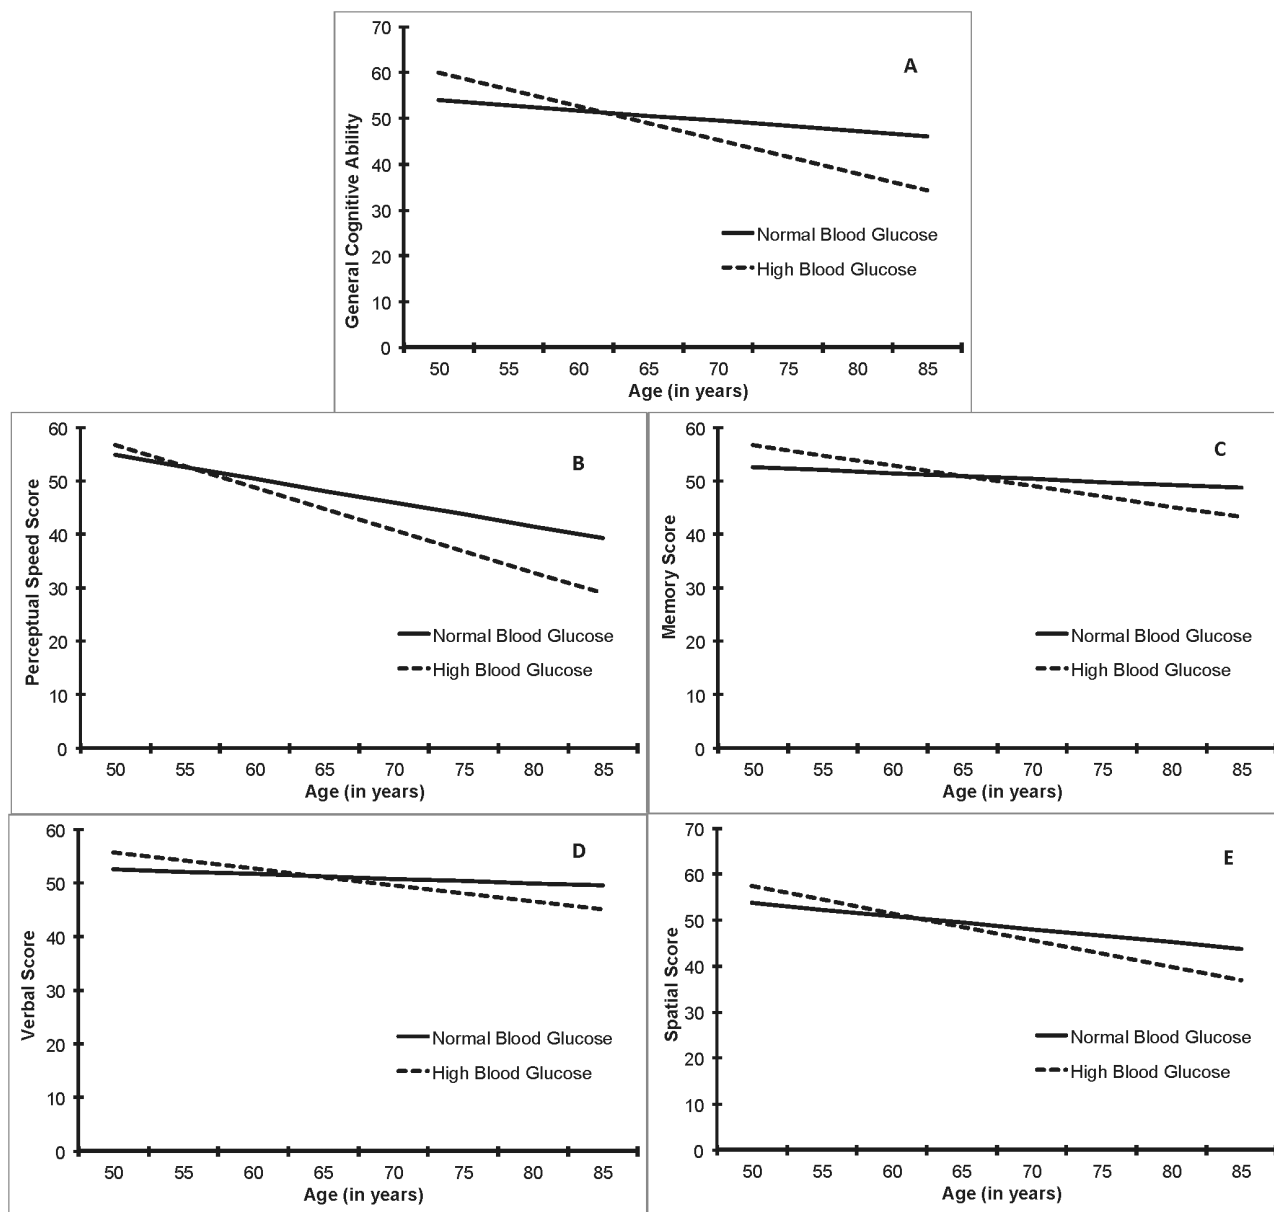 A
General Cognitive Ability
70
60
50
40
30
20
10
0
Normal Blood Glucose
High Blood Glucose
50 55 60 65 70 75 80 85
Age (in years)
B
Perceptual Speed Score
60
50
40
30
20
10
0
Normal Blood Glucose
High Blood Glucose
50 55 60 65 70 75 80 85
Age (in years)
C
Memory Score
60
50
40
30
20
10
0
Normal Blood Glucose
High Blood Glucose
50 55 60 65 70 75 80 85
Age (in years)
D
Verbal Score
60
50
40
30
20
10
0
Normal Blood Glucose
High Blood Glucose
50 55 60 65 70 75 80 85
Age (in years)
E
Spatial Score
70
60
50
40
30
20
10
0
Normal Blood Glucose
High Blood Glucose
50 55 60 65 70 75 80 85
Age (in years)